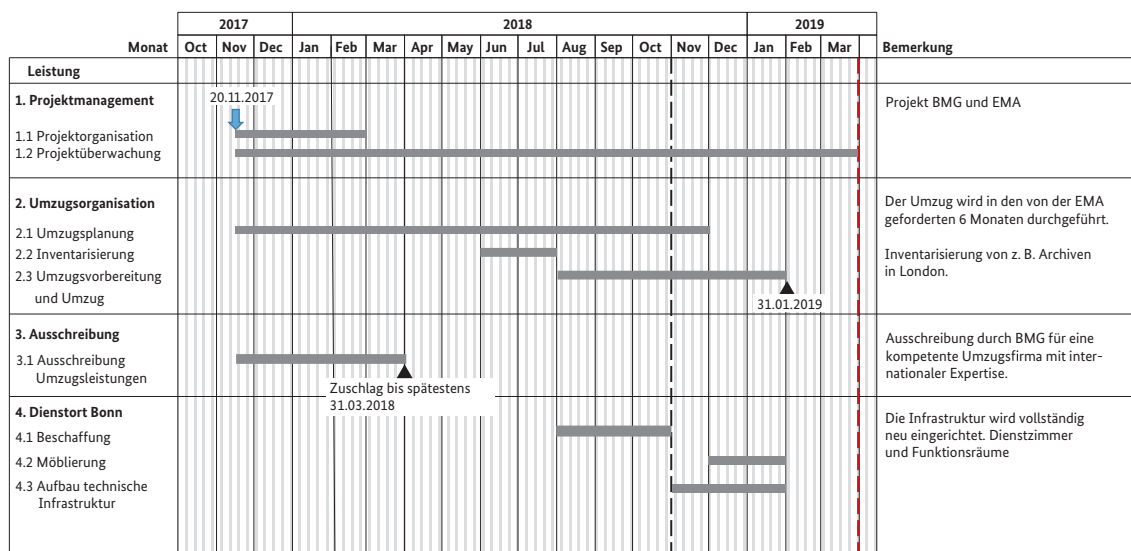 2017 2018 2019
Monat Oct Nov Dec Jan Feb Mar Apr May Jun Jul Aug Sep Oct Nov Dec Jan Feb Mar Bemerkung
Leistung
1. Projektmanagement
20.11.2017
Projekt BMG und EMA
1.1 Projektorganisation
1.2 Projektüberwachung
2. Umzugsorganisation
Der Umzug wird in den von der EMA
geforderten 6 Monaten durchgeführt.
2.1 Umzugsplanung
2.2 Inventarisierung
Inventarisierung von z. B. Archiven
in London.
2.3 Umzugsvorbereitung
und Umzug
31.01.2019
3. Ausschreibung
Ausschreibung durch BMG für eine
kompetente Umzugsfirma mit inter-
nationaler Expertise.
3.1 Ausschreibung
Umzugsleistungen
Zuschlag bis spätestens
31.03.2018
4. Dienstort Bonn
Die Infrastruktur wird vollständig
neu eingerichtet. Dienstzimmer
und Funktionsräume
4.1 Beschaffung
4.2 Möblierung
4.3 Aufbau technische
Infrastruktur